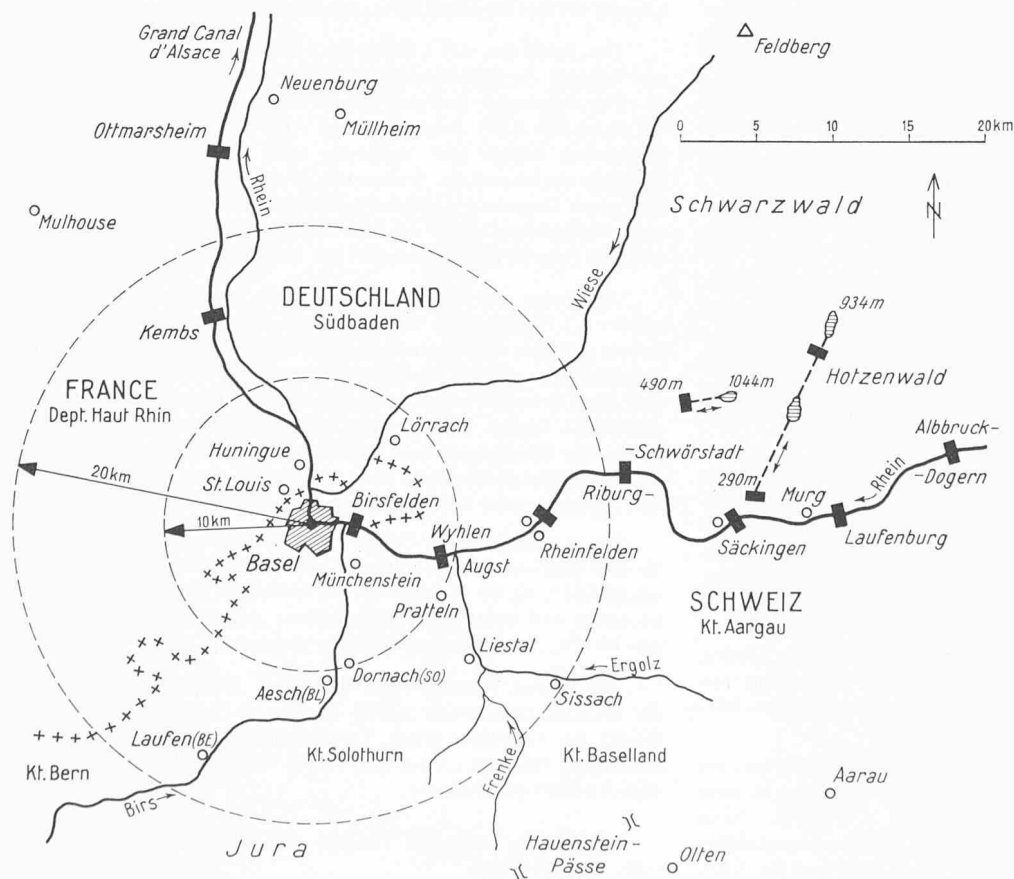 Grand Canal
d'Alsace
Feldberg
Neuenburg
Müllheim
Ottmarsheim
0 5 10 15 20 km
Rhein
Schwarzwald
N
Mulhouse
Wiese
DEUTSCHLAND
Südbaden
934m
Kembs
Hotzenwald
490m
1044m
FRANCE
Dept. Haut Rhin
Lörrach
Albbruck-
-Dogern
Huningue
20km
St. Louis
-Schwörstadt
Riburg-
290m
Murg
Rhein
Birsfelden
10km
Basel
Wyhlen
Augst
Rheinfelden
Säckingen
Laufenburg
Münchenstein
Pratteln
SCHWEIZ
Kt. Aargau
Liestal
Ergolz
Dornach(SO)
Aesch(BL)
Sissach
Laufen(BE)
Kt. Solothurn
Kt. Baselland
Frenke
Kt. Bern
Birs
Aarau
Jura
Hauenstein-
Pässe
Olten